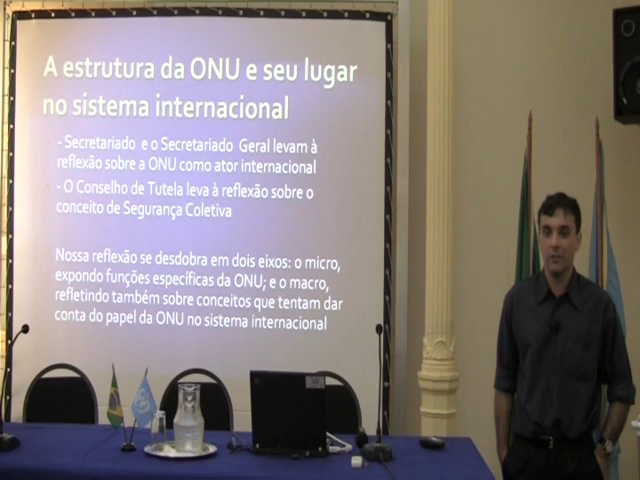 A estrutura da ONU e seu lugar
no sistema internacional
- Secretariado e o Secretariado Geral levam à
reflexão sobre a ONU como ator internacional
- O Conselho de Tutela leva à reflexão sobre o
conceito de Segurança Coletiva
Nossa reflexão se desdobra em dois eixos: o micro,
expondo funções específicas da ONU; e o macro,
refletindo também sobre conceitos que tentam dar
conta do papel da ONU no sistema internacional